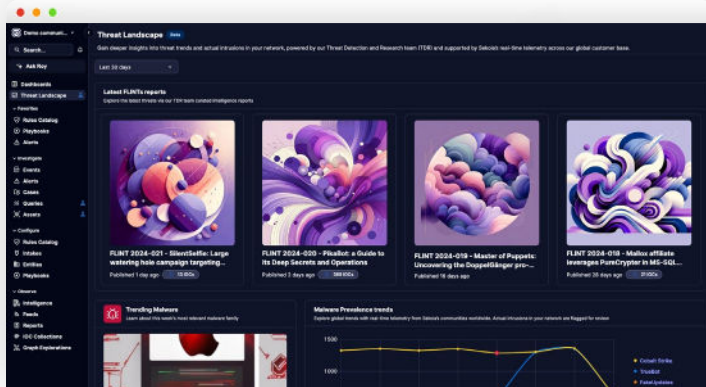 Demo communi...
Search...
Ask Roy
Dashboards
Threat Landscape
Favorites
Rules Catalog
Playbooks
Alerts
Investigate
Events
Alerts
Cases
Queries
Assets
Configure
Rules Catalog
Intakes
Entities
Playbooks
Observe
Intelligence
Feeds
Reports
IOC Collections
Graph Explorations
Threat Landscape Beta
Gain deeper insights into threat trends and actual intrusions in your network, powered by our Threat Detection and Research team (TDR) and supported by Sekoia's real-time telemetry across our global customer base.
Last 30 days
Latest FLINTs reports
Explore the latest threats via our TDR team curated intelligence reports
FLINT 2024-021 - SilentSelfie: Large
watering hole campaign targeting...
Published 1 day ago
IOCs
FLINT 2024-020 - PikaBot: a Guide to
its Deep Secrets and Operations
Published 2 days ago
IOCs
FLINT 2024-019 - Master of Puppets:
Uncovering the DoppelGänger pro-...
Published 16 days ago
FLINT 2024-018 - Mallox affiliate
leverages PureCrypter in MS-SQL...
Published 20 days ago
21 IOCs
Trending Malware
Learn about this week's most relevant malware family
Malware Prevalence trends
Explore global trends with real-time telemetry from Sekoia's communities worldwide. Actual intrusions in your network are flagged for review
1500
1000
Cobalt Strike
TrueBot
FakeUpdates